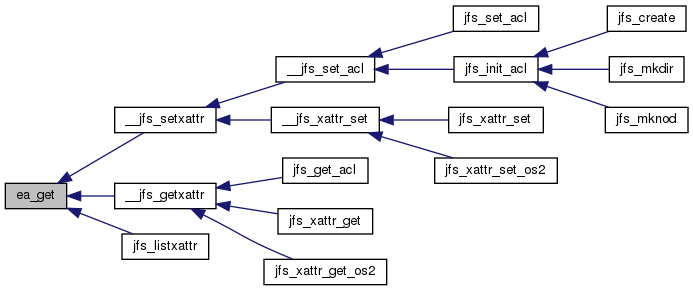 jfs_set_acl
jfs_create
__jfs_set_acl
jfs_init_acl
jfs_mkdir
__jfs_setxattr
__jfs_xattr_set
jfs_xattr_set
jfs_mknod
jfs_xattr_set_os2
jfs_get_acl
ea_get
__jfs_getxattr
jfs_xattr_get
jfs_listxattr
jfs_xattr_get_os2